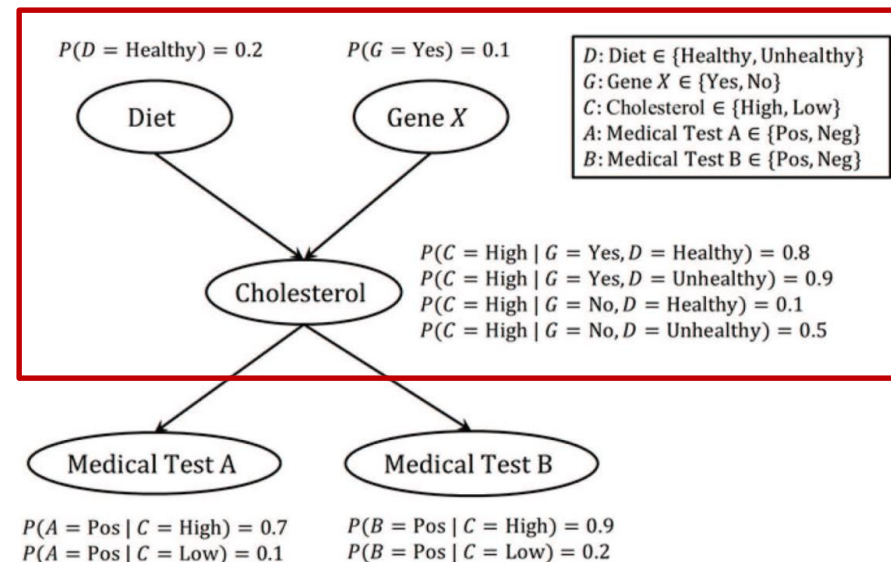 P(D = Healthy) = 0.2
P(G = Yes) = 0.1
D: Diet ∈ {Healthy, Unhealthy}
G: Gene X ∈ {Yes, No}
C: Cholesterol ∈ {High, Low}
A: Medical Test A ∈ {Pos, Neg}
B: Medical Test B ∈ {Pos, Neg}
Diet
Gene X
Cholesterol
P(C = High | G = Yes, D = Healthy) = 0.8
P(C = High | G = Yes, D = Unhealthy) = 0.9
P(C = High | G = No, D = Healthy) = 0.1
P(C = High | G = No, D = Unhealthy) = 0.5
Medical Test A
Medical Test B
P(A = Pos | C = High) = 0.7
P(A = Pos | C = Low) = 0.1
P(B = Pos | C = High) = 0.9
P(B = Pos | C = Low) = 0.2